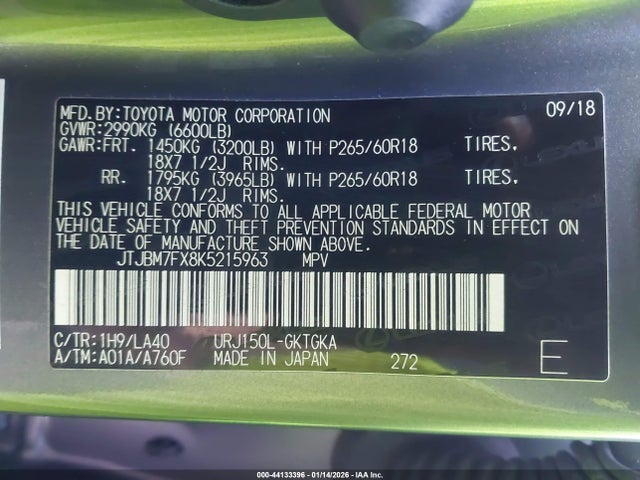 MFD.BY:TOYOTA MOTOR CORPORATION 09/18
GVWR:2990KG (6600LB)
GAWR:FRT. 1450KG (3200LB) WITH P265/60R18 TIRES.
18X7 1/2J RIMS.
RR. 1795KG (3965LB) WITH P265/60R18 TIRES.
18X7 1/2J RIMS.
THIS VEHICLE CONFORMS TO ALL APPLICABLE FEDERAL MOTOR
VEHICLE SAFETY AND THEFT PREVENTION STANDARDS IN EFFECT ON
THE DATE OF MANUFACTURE SHOWN ABOVE.
JTJBM7FX8K5215963 MPV
C/TR:1H9/LA40 URJ150L-GKTGKA
A/TM:A01A/A760F MADE IN JAPAN 272 E
000-44133396 - 01/14/2026 - IAA Inc.